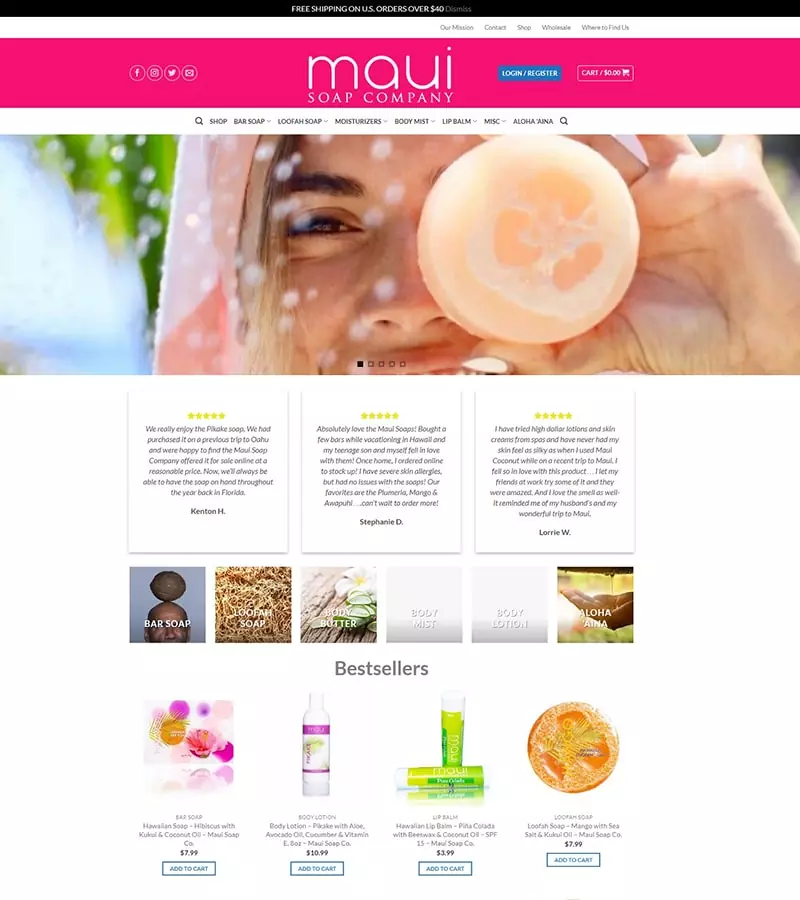 FREE SHIPPING ON U.S. ORDERS OVER $40 Dismiss
Our Mission Contact Shop Wholesale Where to Find Us
maui
SOAP COMPANY
LOGIN / REGISTER
CART / $0.00
SHOP BAR SOAP LOOFAH SOAP MOISTURIZERS BODY MIST LIP BALM MISC ALOHA 'AINA
We really enjoy the Pikake soap, We had
purchased it on a previous trip to Oahu
and were happy to find the Maui Soap
Company offered it for sale online at a
reasonable price. Now, we'll always be
able to have the soap on hand throughout
the year back in Florida.
Kenton H.
Absolutely love the Maui Soaps! Bought a
few bars while vacationing in Hawaii and
my teenage son and myself fell in love
with them! Once home, I ordered online
to stock up! I have severe skin allergies,
but had no issues with the soaps! Our
favorites are the Plumeria, Mango &
Awapuhi . . .can't wait to order more!
Stephanie D.
I have tried high dollar lotions and skin
creams from spas and have never had my
skin feel as silky as when I used Maui
Coconut while on a recent trip to Maui. I
fell so in love with this product . . . I let my
friends at work try some of it and they
were amazed. And I love the smell as well-
it reminded me of my husband's and my
wonderful trip to Maui.
Lorrie W.
BAR SOAP
LOOFAH
SOAP
BODY
BUTTER
BODY
MIST
BODY
LOTION
ALOHA
'AINA
Bestsellers
maui
PIKAKE
maui
maui
Pina Colada
BAR SOAP
Hawaiian Soap – Hibiscus with
Kukui & Coconut Oil – Maui Soap
Co.
$7.99
ADD TO CART
BODY LOTION
Body Lotion – Pikake with Aloe,
Avocado Oil, Cucumber & Vitamin
E. 8oz – Maui Soap Co.
$10.99
ADD TO CART
LIP BALM
Hawaiian Lip Balm – Piña Colada
with Beeswax & Coconut Oil – SPF
15 – Maui Soap Co.
$3.99
ADD TO CART
LOOFAH SOAP
Loofah Soap – Mango with Sea
Salt & Kukui Oil – Maui Soap Co.
$7.99
ADD TO CART